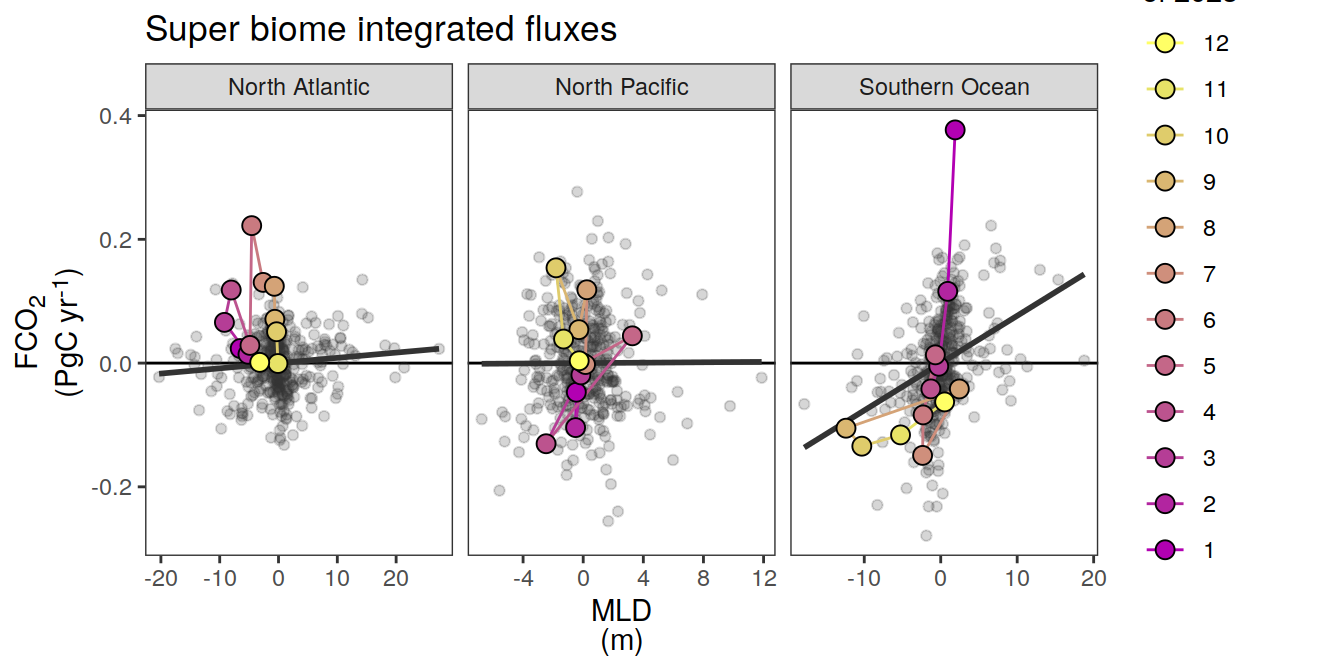 Super biome integrated fluxes
North Atlantic
North Pacific
Southern Ocean
0.4
0.2
0.0
-0.2
FCO₂
(PgC yr⁻¹)
-20 -10 0 10 20
-4 0 4 8 12
-10 0 10 20
MLD
(m)
12
11
10
9
8
7
6
5
4
3
2
1